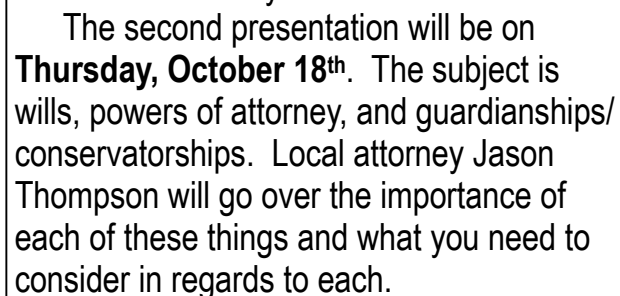 The second presentation will be on
Thursday, October 18th. The subject is
wills, powers of attorney, and guardianships/
conservatorships. Local attorney Jason
Thompson will go over the importance of
each of these things and what you need to
consider in regards to each.